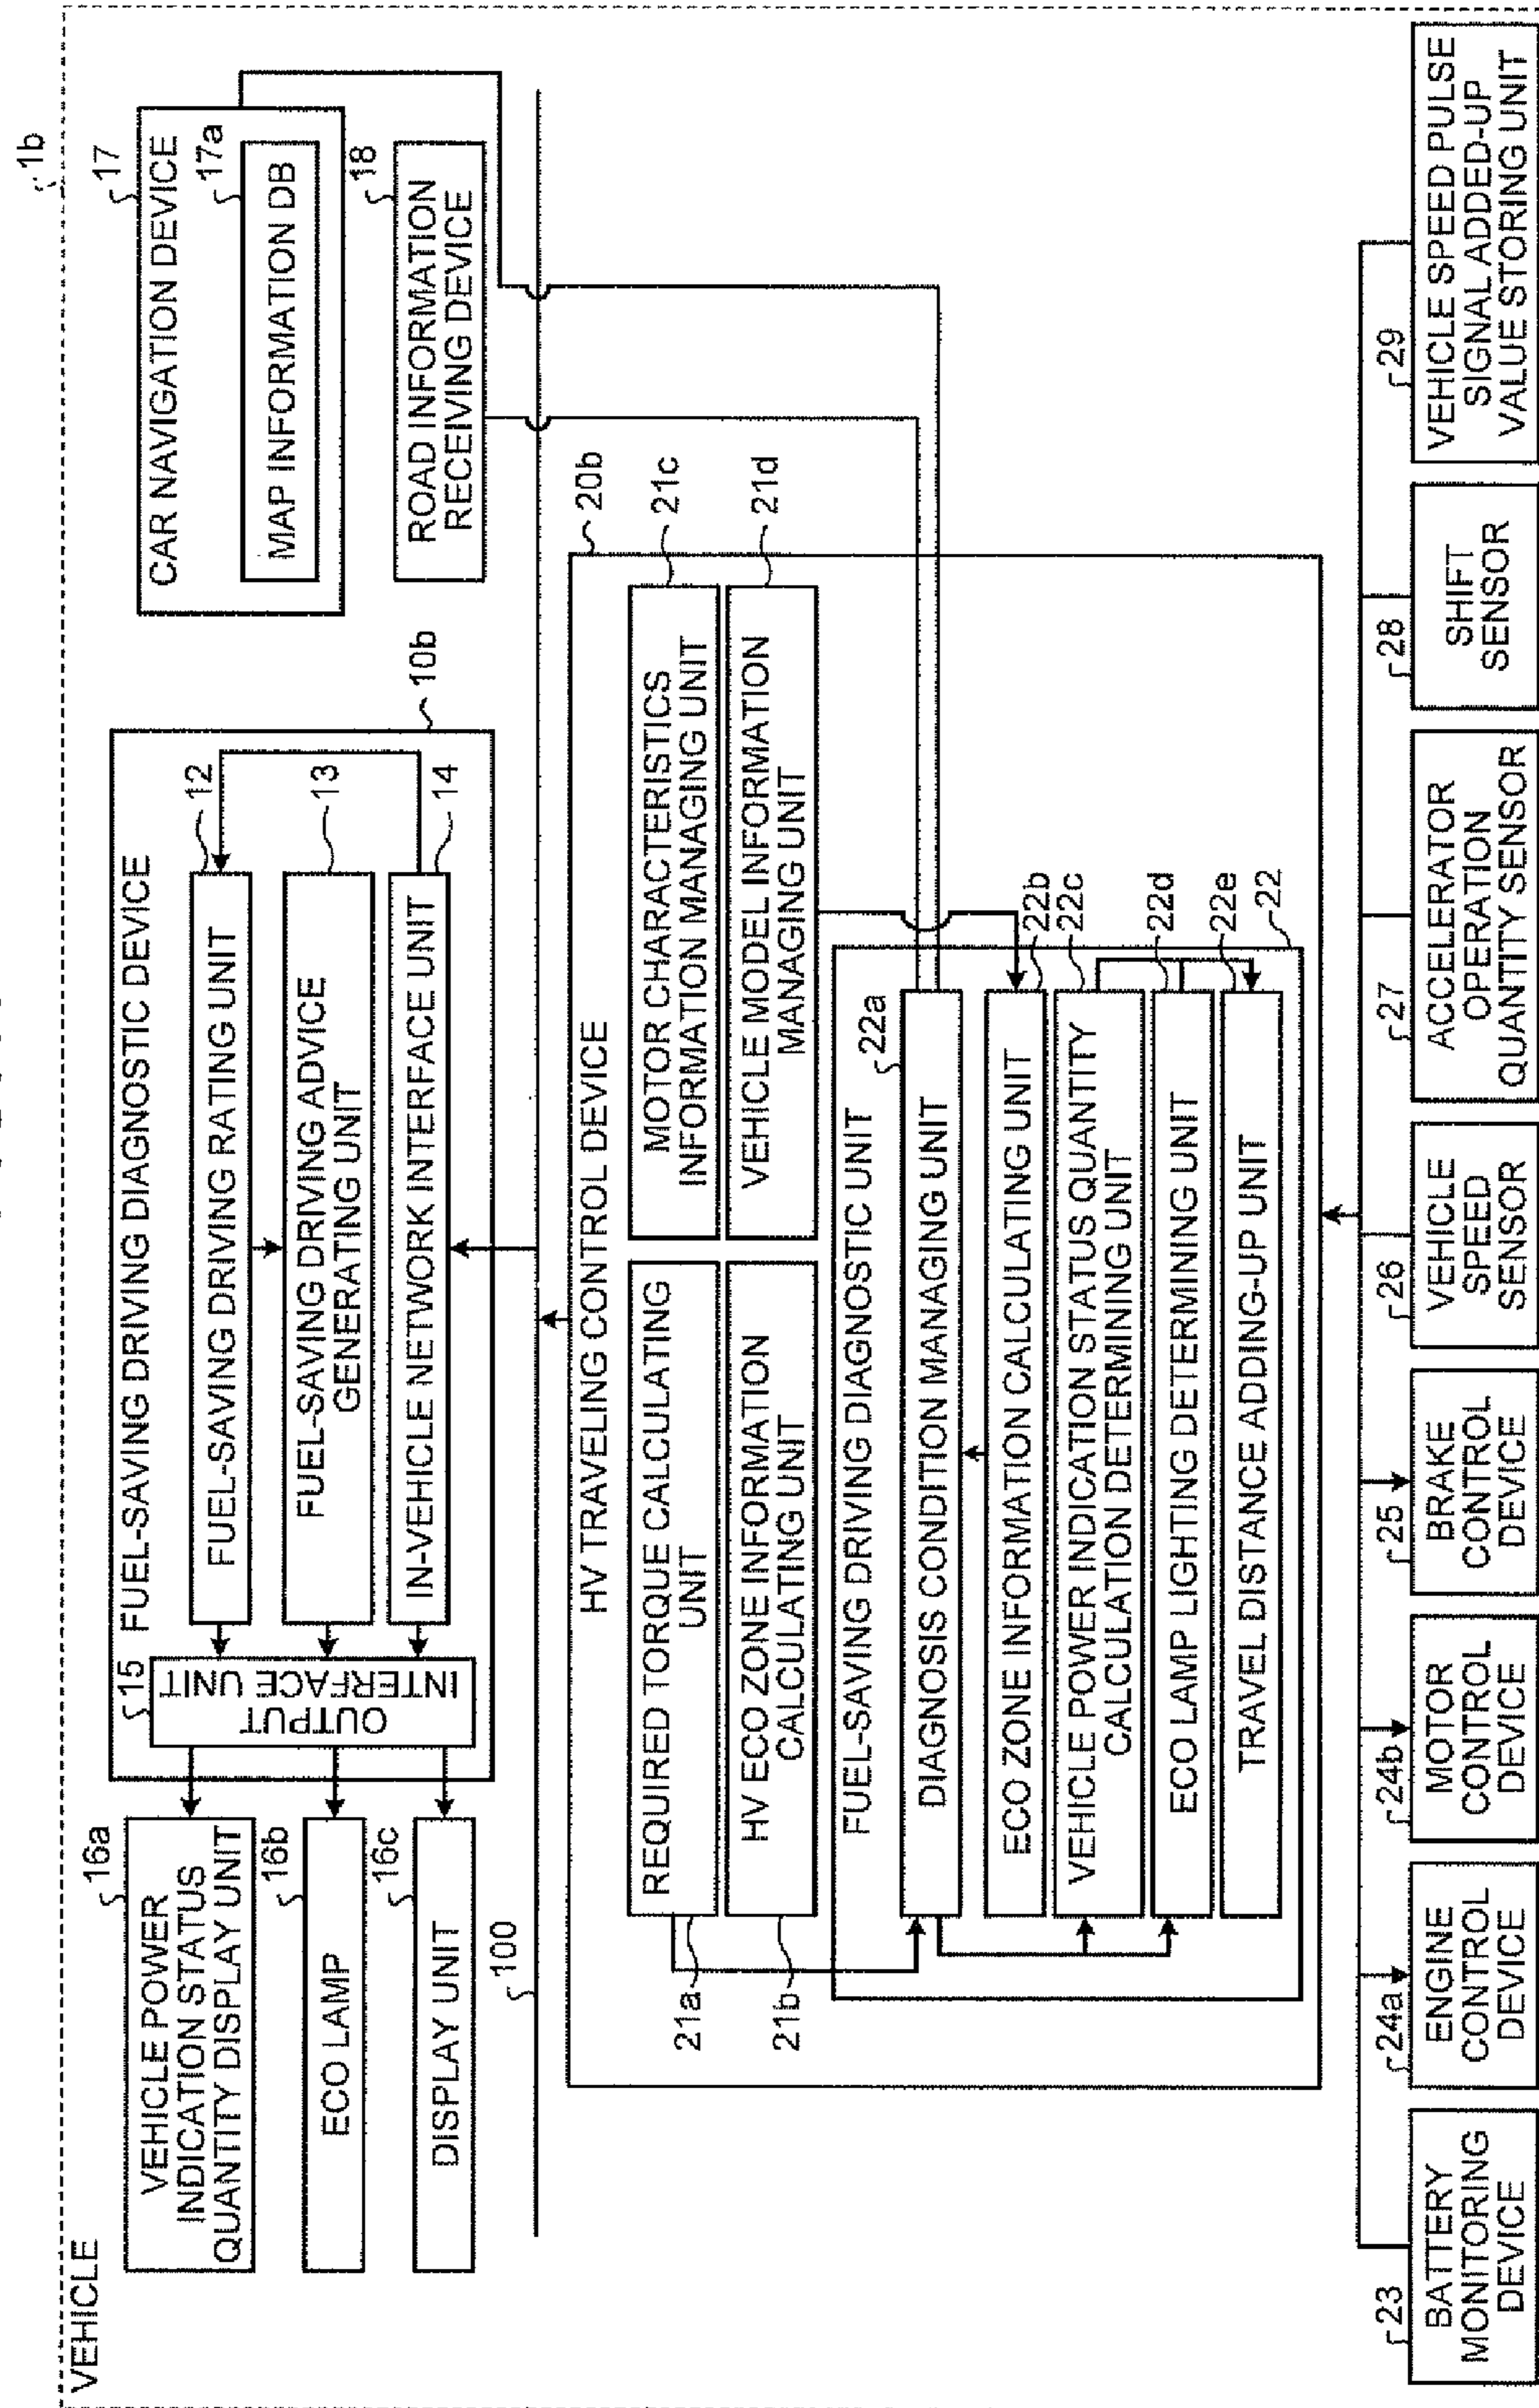 1b
VEHICLE
VEHICLE POWER
INDICATION STATUS
QUANTITY DISPLAY UNIT
16a
ECO LAMP
16b
DISPLAY UNIT
16c
100
FUEL-SAVING DRIVING DIAGNOSTIC DEVICE
10b
15
OUTPUT
INTERFACE UNIT
FUEL-SAVING DRIVING RATING UNIT
12
FUEL-SAVING DRIVING ADVICE
GENERATING UNIT
13
IN-VEHICLE NETWORK INTERFACE UNIT
14
CAR NAVIGATION DEVICE
17
MAP INFORMATION DB
17a
ROAD INFORMATION
RECEIVING DEVICE
18
HV TRAVELING CONTROL DEVICE
20b
REQUIRED TORQUE CALCULATING
UNIT
21a
HV ECO ZONE INFORMATION
CALCULATING UNIT
21b
MOTOR CHARACTERISTICS
INFORMATION MANAGING UNIT
21c
VEHICLE MODEL INFORMATION
MANAGING UNIT
21d
FUEL-SAVING DRIVING DIAGNOSTIC UNIT
22
DIAGNOSIS CONDITION MANAGING UNIT
22a
ECO ZONE INFORMATION CALCULATING UNIT
22b
VEHICLE POWER INDICATION STATUS QUANTITY
CALCULATION DETERMINING UNIT
22c
ECO LAMP LIGHTING DETERMINING UNIT
22d
TRAVEL DISTANCE ADDING-UP UNIT
22e
23
BATTERY
MONITORING
DEVICE
24a
ENGINE
CONTROL
DEVICE
24b
MOTOR
CONTROL
DEVICE
25
BRAKE
CONTROL
DEVICE
26
VEHICLE
SPEED
SENSOR
27
ACCELERATOR
OPERATION
QUANTITY SENSOR
28
SHIFT
SENSOR
29
VEHICLE SPEED PULSE
SIGNAL ADDED-UP
VALUE STORING UNIT